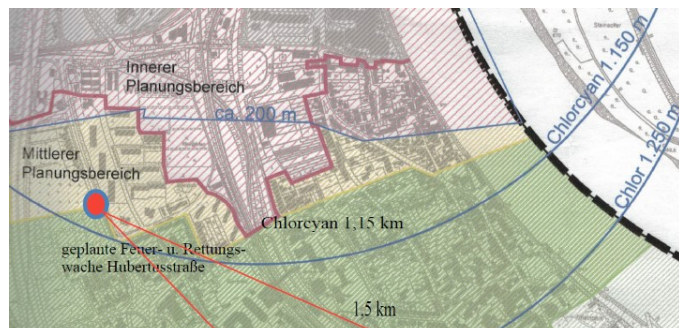 Innerer
Planungsbereich
ca. 200 m
Mittlerer
Planungsbereich
Chlorcyan 1.150 m
Chlor 1.250 m
Chlorcyan 1,15 km
geplante Feuer- u. Rettungs-
wache Hubertusstraße
1,5 km